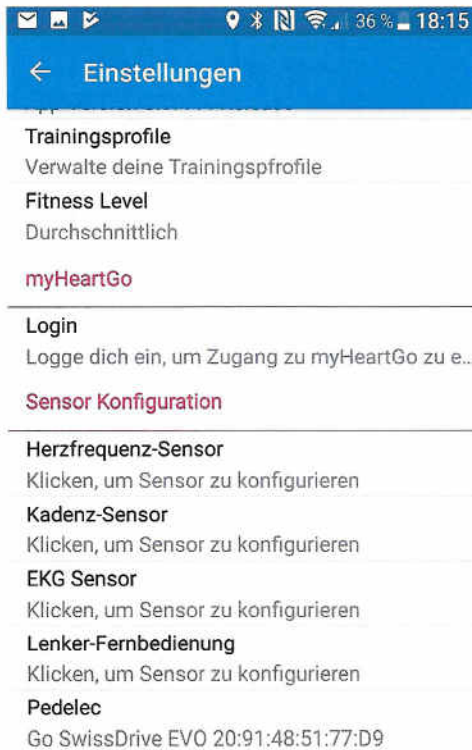 36 % 18:15
Einstellungen
Trainingsprofile
Verwalte deine Trainingspfrofile
Fitness Level
Durchschnittlich
myHeartGo
Login
Logge dich ein, um Zugang zu myHeartGo zu e..
Sensor Konfiguration
Herzfrequenz-Sensor
Klicken, um Sensor zu konfigurieren
Kadenz-Sensor
Klicken, um Sensor zu konfigurieren
EKG Sensor
Klicken, um Sensor zu konfigurieren
Lenker-Fernbedienung
Klicken, um Sensor zu konfigurieren
Pedelec
Go SwissDrive EVO 20:91:48:51:77:D9